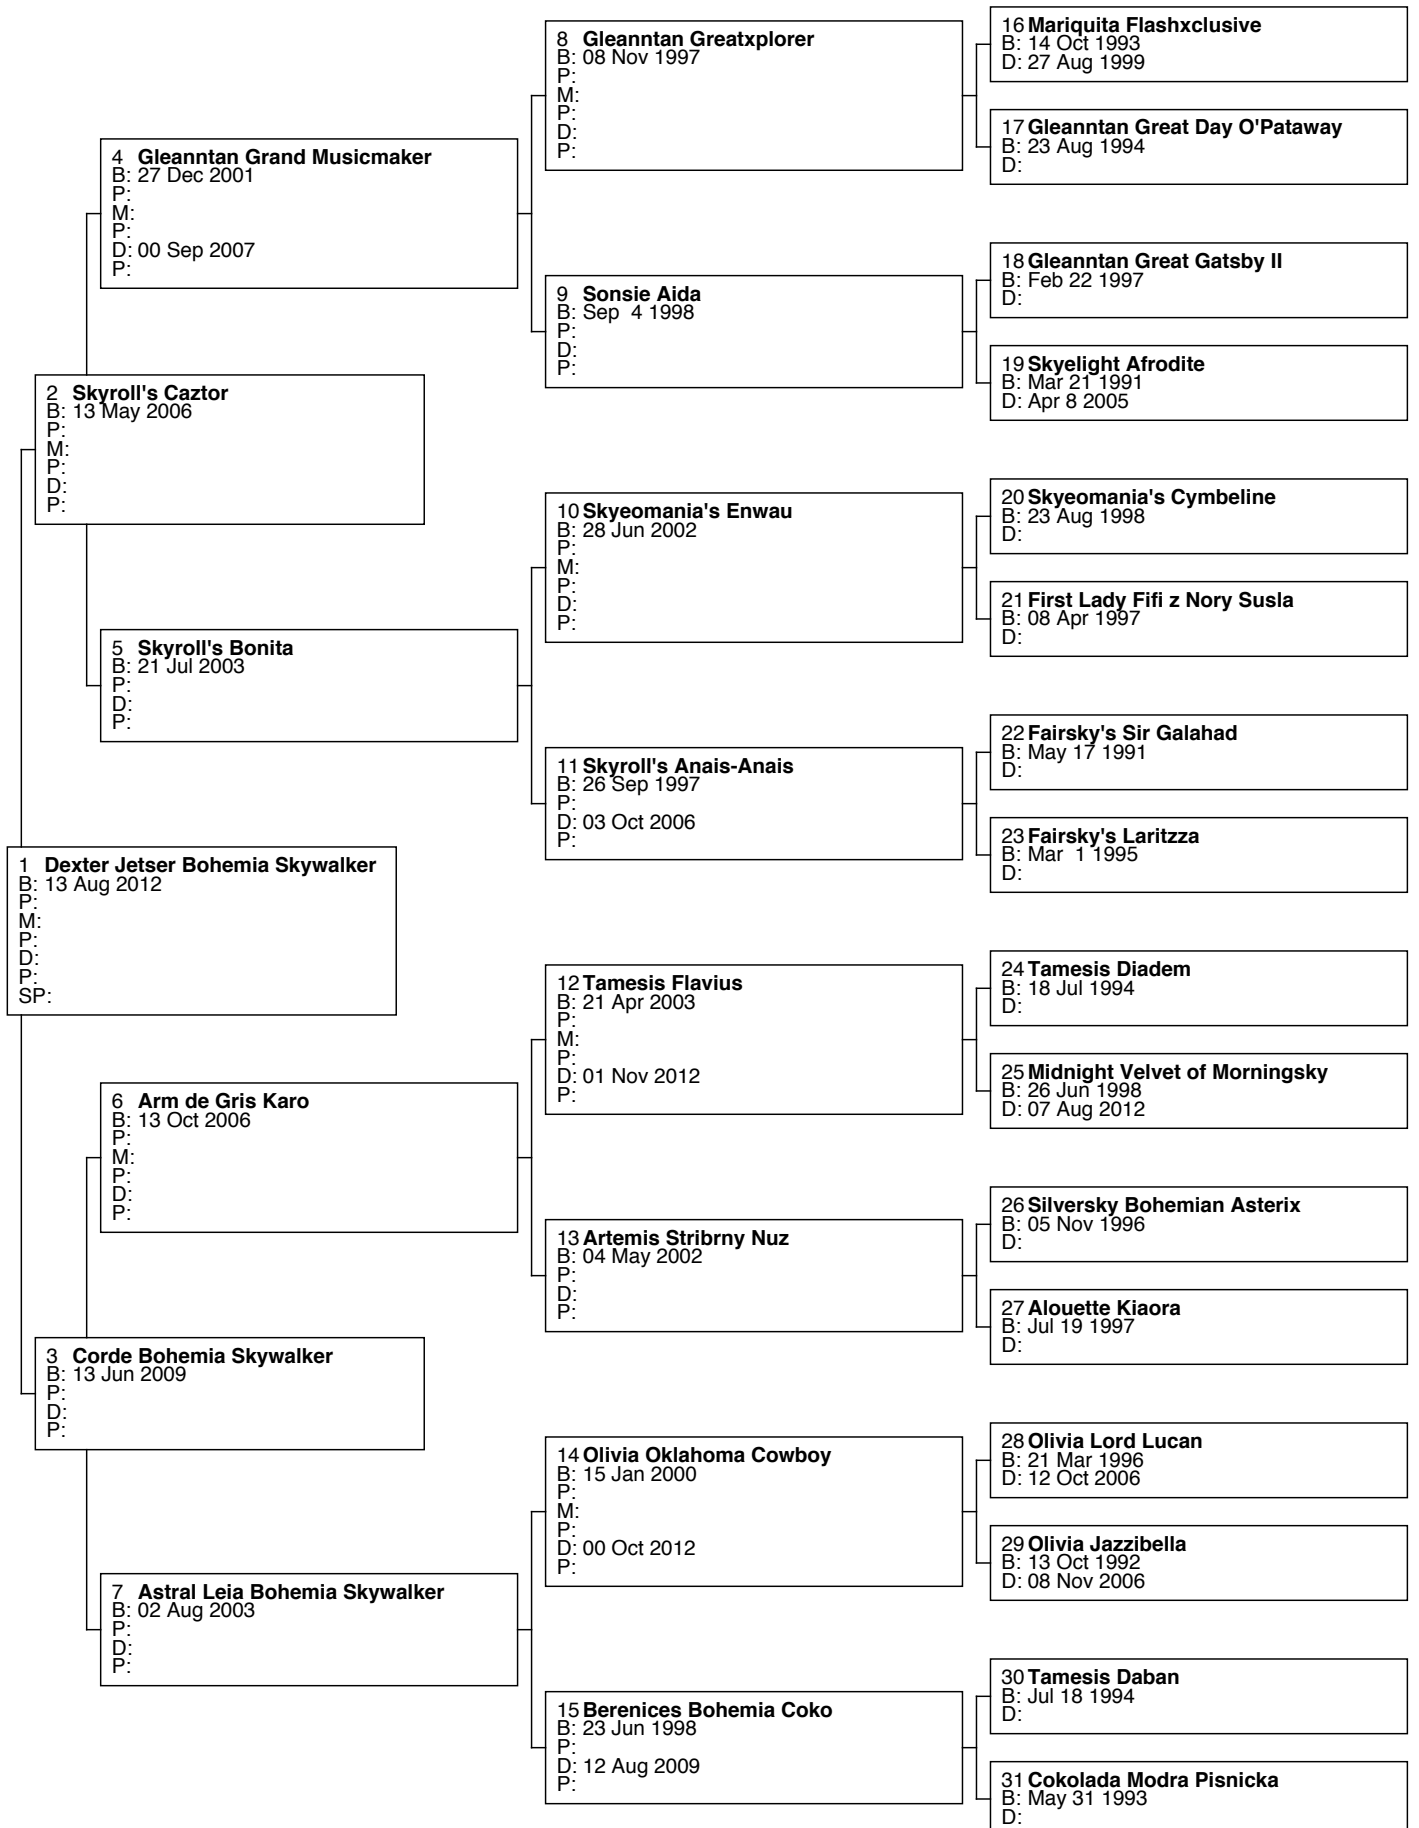 16 Mariquita Flashxclusive
B: 14 Oct 1993
D: 27 Aug 1999
8 Gleanntan Greatxplorer
B: 08 Nov 1997
P:
M:
P:
D:
P:
17 Gleanntan Great Day O'Pataway
B: 23 Aug 1994
D:
4 Gleanntan Grand Musicmaker
B: 27 Dec 2001
P:
M:
P:
D: 00 Sep 2007
P:
18 Gleanntan Great Gatsby II
B: Feb 22 1997
D:
9 Sonsie Aida
B: Sep 4 1998
P:
D:
P:
19 Skyelight Afrodite
B: Mar 21 1991
D: Apr 8 2005
2 Skyroll's Caztor
B: 13 May 2006
P:
M:
P:
D:
P:
20 Skyeomania's Cymbeline
B: 23 Aug 1998
D:
10 Skyeomania's Enwau
B: 28 Jun 2002
P:
M:
P:
D:
P:
21 First Lady Fifi z Nory Susla
B: 08 Apr 1997
D:
5 Skyroll's Bonita
B: 21 Jul 2003
P:
D:
P:
22 Fairsky's Sir Galahad
B: May 17 1991
D:
11 Skyroll's Anais-Anais
B: 26 Sep 1997
P:
D: 03 Oct 2006
P:
23 Fairsky's Laritzza
B: Mar 1 1995
D:
1 Dexter Jetser Bohemia Skywalker
B: 13 Aug 2012
P:
M:
P:
D:
P:
SP:
24 Tamesis Diadem
B: 18 Jul 1994
D:
12 Tamesis Flavius
B: 21 Apr 2003
P:
M:
P:
D: 01 Nov 2012
P:
25 Midnight Velvet of Morningsky
B: 26 Jun 1998
D: 07 Aug 2012
6 Arm de Gris Karo
B: 13 Oct 2006
P:
M:
P:
D:
P:
26 Silversky Bohemian Asterix
B: 05 Nov 1996
D:
13 Artemis Stribrny Nuz
B: 04 May 2002
P:
D:
P:
27 Alouette Kiaora
B: Jul 19 1997
D:
3 Corde Bohemia Skywalker
B: 13 Jun 2009
P:
D:
P:
28 Olivia Lord Lucan
B: 21 Mar 1996
D: 12 Oct 2006
14 Olivia Oklahoma Cowboy
B: 15 Jan 2000
P:
M:
P:
D: 00 Oct 2012
P:
29 Olivia Jazzibella
B: 13 Oct 1992
D: 08 Nov 2006
7 Astral Leia Bohemia Skywalker
B: 02 Aug 2003
P:
D:
P:
30 Tamesis Daban
B: Jul 18 1994
D:
15 Berenices Bohemia Coko
B: 23 Jun 1998
P:
D: 12 Aug 2009
P:
31 Cokolada Modra Pisnicka
B: May 31 1993
D: